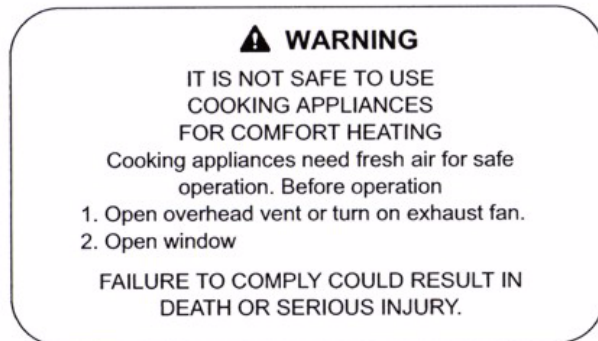 WARNING
IT IS NOT SAFE TO USE
COOKING APPLIANCES
FOR COMFORT HEATING
Cooking appliances need fresh air for safe
operation. Before operation
1. Open overhead vent or turn on exhaust fan.
2. Open window
FAILURE TO COMPLY COULD RESULT IN
DEATH OR SERIOUS INJURY.